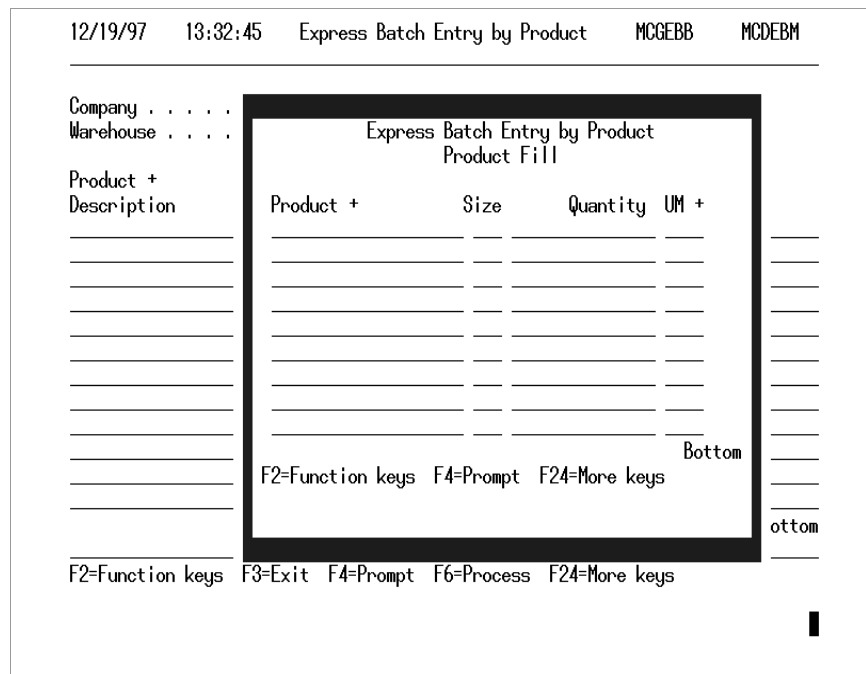 12/19/97 13:32:45 Express Batch Entry by Product MCGEBB MCDEBM
Company . . . . .
Warehouse . . . .
Express Batch Entry by Product
Product Fill
Product +
Description
Product + Size Quantity UM +
Bottom
F2=Function keys F4=Prompt F24=More keys
ottom
F2=Function keys F3=Exit F4=Prompt F6=Process F24=More keys